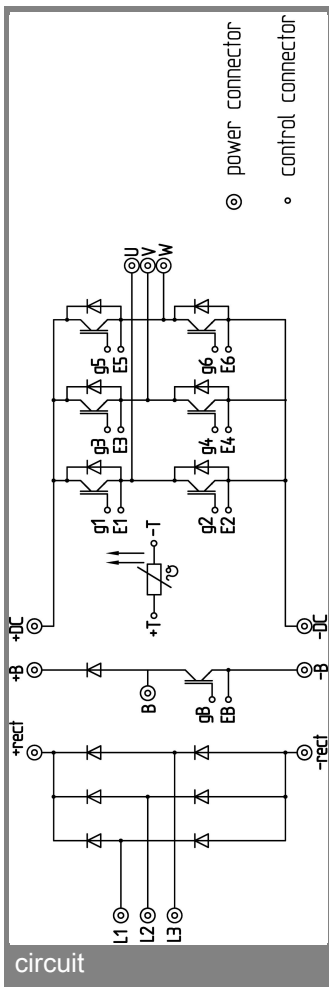 power connector
control connector
U
V
W
g5
E5
g6
E6
g3
E3
g4
E4
g1
E1
g2
E2
+T
-T
ϑ
+DC
-DC
+B
-B
B
gB
EB
+rect
-rect
L1
L2
L3
circuit